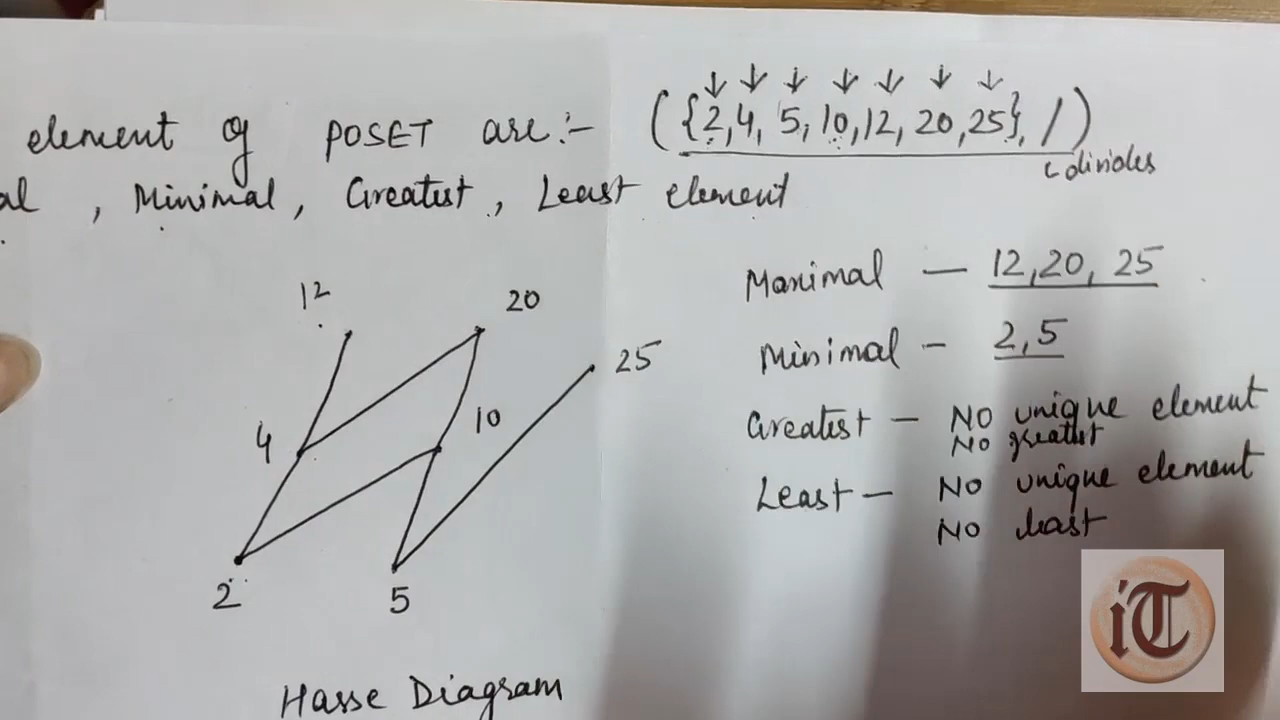 element of POSET are:- ({2,4, 5,10,12, 20,25}, /)
divides
al , Minimal, Greatest, Least element
Maximal — 12,20, 25
Minimal - 2,5
Greatest - NO unique element
NO greatest
Least - NO unique element
NO least
12
20
25
4
10
2
5
Hasse Diagram
iT